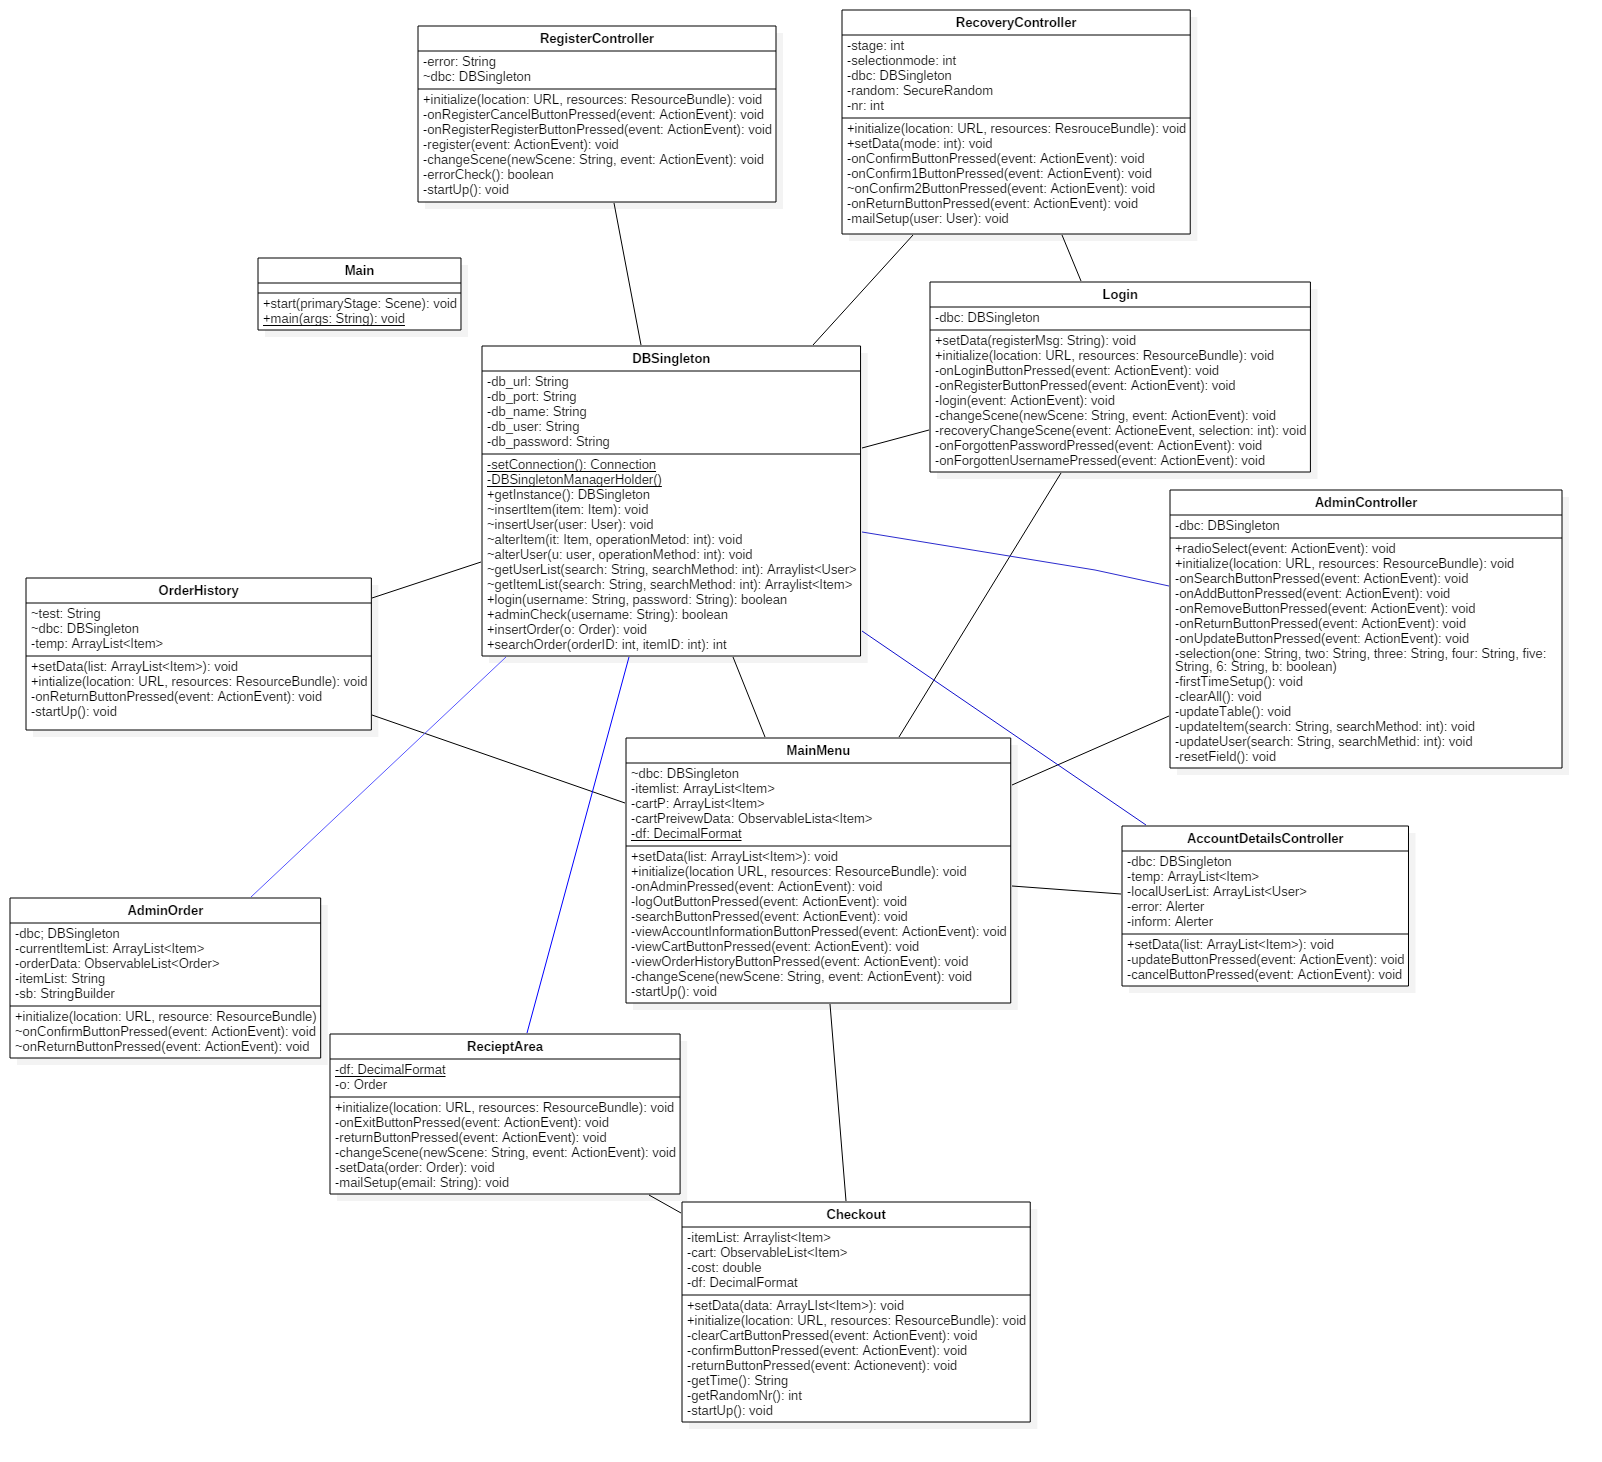 RegisterController
-error: String
~dbc: DBSingleton
+initialize(location: URL, resources: ResourceBundle): void
-onRegisterCancelButtonPressed(event: ActionEvent): void
-onRegisterRegisterButtonPressed(event: ActionEvent): void
-register(event: ActionEvent): void
-changeScene(newScene: String, event: ActionEvent): void
-errorCheck(): boolean
-startUp(): void
RecoveryController
-stage: int
-selectionmode: int
-dbc: DBSingleton
-random: SecureRandom
-nr: int
+initialize(location: URL, resources: ResrouceBundle): void
+setData(mode: int): void
-onConfirmButtonPressed(event: ActionEvent): void
-onConfirm1ButtonPressed(event: ActionEvent): void
~onConfirm2ButtonPressed(event: ActionEvent): void
-onReturnButtonPressed(event: ActionEvent): void
-mailSetup(user: User): void
Main
+start(primaryStage: Scene): void
+main(args: String): void
Login
-dbc: DBSingleton
+setData(registerMsg: String): void
+initialize(location: URL, resources: ResourceBundle): void
-onLoginButtonPressed(event: ActionEvent): void
-onRegisterButtonPressed(event: ActionEvent): void
-login(event: ActionEvent): void
-changeScene(newScene: String, event: ActionEvent): void
-recoveryChangeScene(event: ActioneEvent, selection: int): void
-onForgottenPasswordPressed(event: ActionEvent): void
-onForgottenUsernamePressed(event: ActionEvent): void
DBSingleton
-db_url: String
-db_port: String
-db_name: String
-db_user: String
-db_password: String
-setConnection(): Connection
-DBSingletonManagerHolder()
+getInstance(): DBSingleton
~insertItem(item: Item): void
~insertUser(user: User): void
~alterItem(it: Item, operationMetod: int): void
~alterUser(u: user, operationMethod: int): void
~getUserList(search: String, searchMethod: int): Arraylist<User>
~getItemList(search: String, searchMethod: int): Arraylist<Item>
+login(username: String, password: String): boolean
+adminCheck(username: String): boolean
+insertOrder(o: Order): void
+searchOrder(orderID: int, itemID: int): int
AdminController
-dbc: DBSingleton
+radioSelect(event: ActionEvent): void
+initialize(location: URL, resources: ResourceBundle): void
-onSearchButtonPressed(event: ActionEvent): void
-onAddButtonPressed(event: ActionEvent): void
-onRemoveButtonPressed(event: ActionEvent): void
-onReturnButtonPressed(event: ActionEvent): void
-onUpdateButtonPressed(event: ActionEvent): void
-selection(one: String, two: String, three: String, four: String, five:
String, 6: String, b: boolean)
-firstTimeSetup(): void
-clearAll(): void
-updateTable(): void
-updateItem(search: String, searchMethod: int): void
-updateUser(search: String, searchMethid: int): void
-resetField(): void
OrderHistory
~test: String
~dbc: DBSingleton
-temp: ArrayList<Item>
+setData(list: ArrayList<Item>): void
+intialize(location: URL, resources: ResourceBundle): void
-onReturnButtonPressed(event: ActionEvent): void
-startUp(): void
MainMenu
~dbc: DBSingleton
-itemlist: ArrayList<Item>
-cartP: ArrayList<Item>
-cartPreivewData: ObservableLista<Item>
-df: DecimalFormat
+setData(list: ArrayList<Item>): void
+initialize(location URL, resources: ResourceBundle): void
-onAdminPressed(event: ActionEvent): void
-logOutButtonPressed(event: ActionEvent): void
-searchButtonPressed(event: ActionEvent): void
-viewAccountInformationButtonPressed(event: ActionEvent): void
-viewCartButtonPressed(event: ActionEvent): void
-viewOrderHistoryButtonPressed(event: ActionEvent): void
-changeScene(newScene: String, event: ActionEvent): void
-startUp(): void
AccountDetailsController
-dbc: DBSingleton
-temp: ArrayList<Item>
-localUserList: ArrayList<User>
-error: Alerter
-inform: Alerter
+setData(list: ArrayList<Item>): void
-updateButtonPressed(event: ActionEvent): void
-cancelButtonPressed(event: ActionEvent): void
AdminOrder
-dbc; DBSingleton
-currentItemList: ArrayList<Item>
-orderData: ObservableList<Order>
-itemList: String
-sb: StringBuilder
+initialize(location: URL, resource: ResourceBundle)
~onConfirmButtonPressed(event: ActionEvent): void
~onReturnButtonPressed(event: ActionEvent): void
RecieptArea
-df: DecimalFormat
-o: Order
+initialize(location: URL, resources: ResourceBundle): void
-onExitButtonPressed(event: ActionEvent): void
-returnButtonPressed(event: ActionEvent): void
-changeScene(newScene: String, event: ActionEvent): void
-setData(order: Order): void
-mailSetup(email: String): void
Checkout
-itemList: Arraylist<Item>
-cart: ObservableList<Item>
-cost: double
-df: DecimalFormat
+setData(data: ArrayLIst<Item>): void
+initialize(location: URL, resources: ResourceBundle): void
-clearCartButtonPressed(event: ActionEvent): void
-confirmButtonPressed(event: ActionEvent): void
-returnButtonPressed(event: Actionevent): void
-getTime(): String
-getRandomNr(): int
-startUp(): void